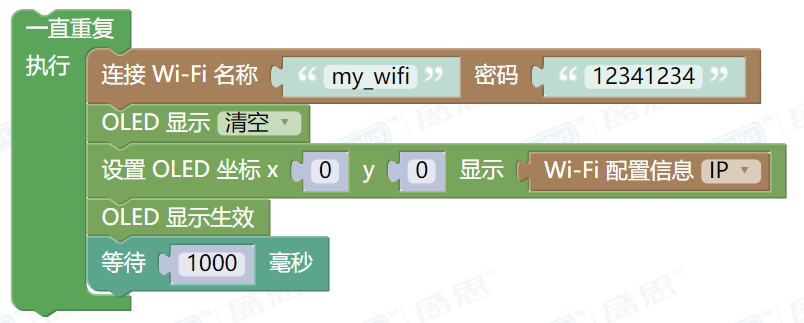 一直重复
执行
连接 Wi-Fi 名称 “ my_wifi ” 密码 “ 12341234 ”
OLED 显示 清空
设置 OLED 坐标 x 0 y 0 显示 Wi-Fi 配置信息 IP
OLED 显示生效
等待 1000 毫秒